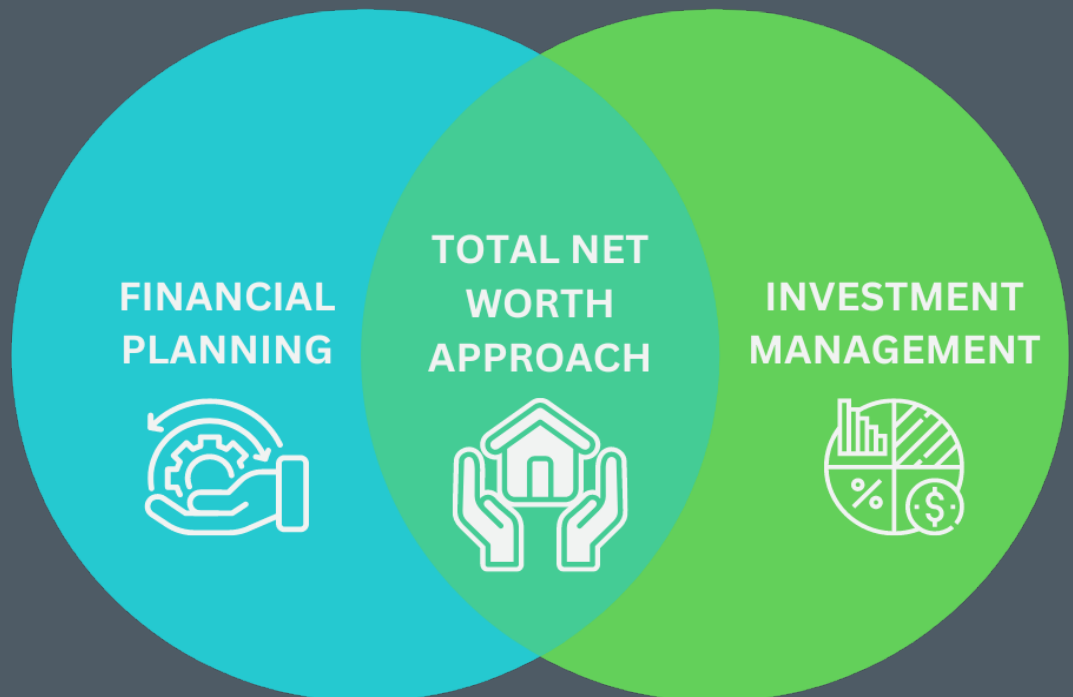 FINANCIAL
PLANNING
TOTAL NET
WORTH
APPROACH
INVESTMENT
MANAGEMENT
%
$